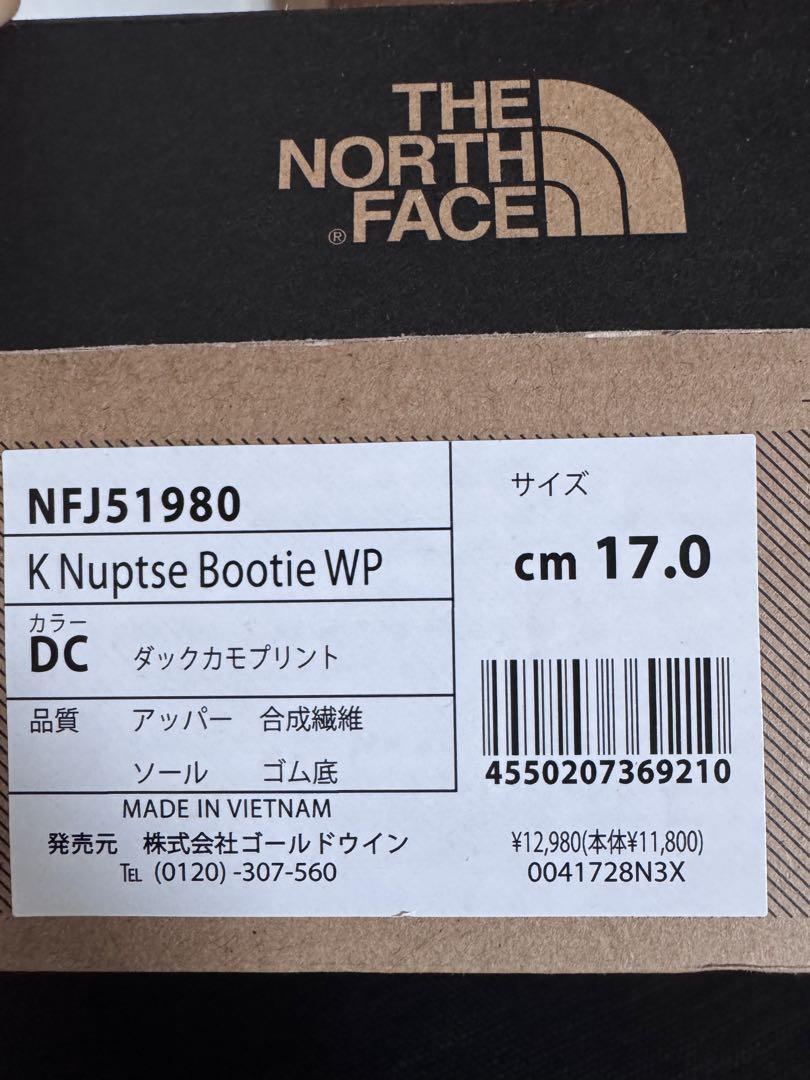 THE
NORTH
FACE
®
NFJ51980
K Nuptse Bootie WP
カラー
DC ダックカモプリント
品質 アッパー 合成繊維
ソール ゴム底
MADE IN VIETNAM
発売元 株式会社ゴールドウイン
TEL (0120) -307-560
サイズ
cm 17.0
4550207369210
¥12,980(本体¥11,800)
0041728N3X